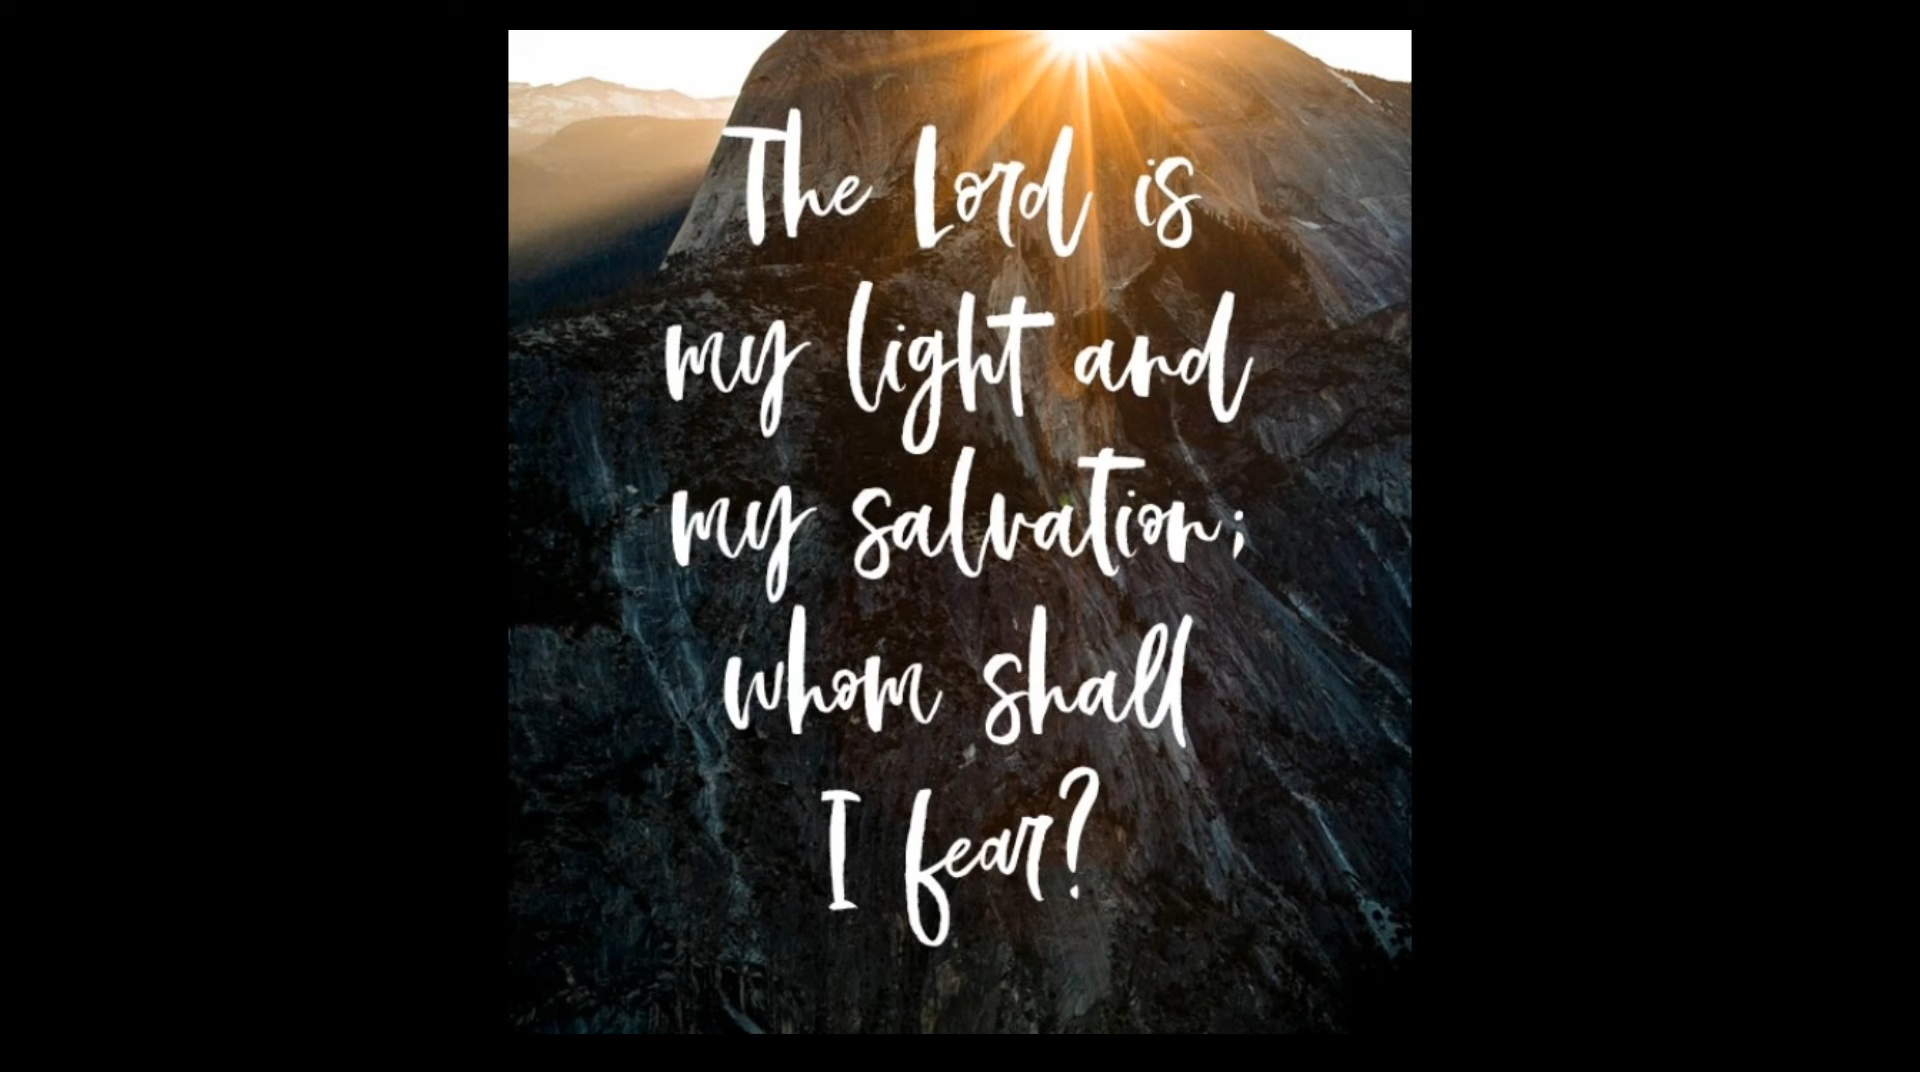 The Lord is
my light and
my salvation;
whom shall
I fear?